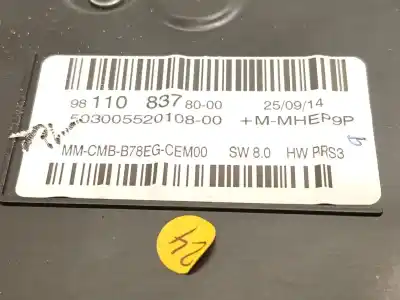 98 110 837 80-00 25/09/14
503005520108-00 +M-MHEP9P
MM-CMB-B78EG-CEM00 SW 8.0 HW PRS3
24